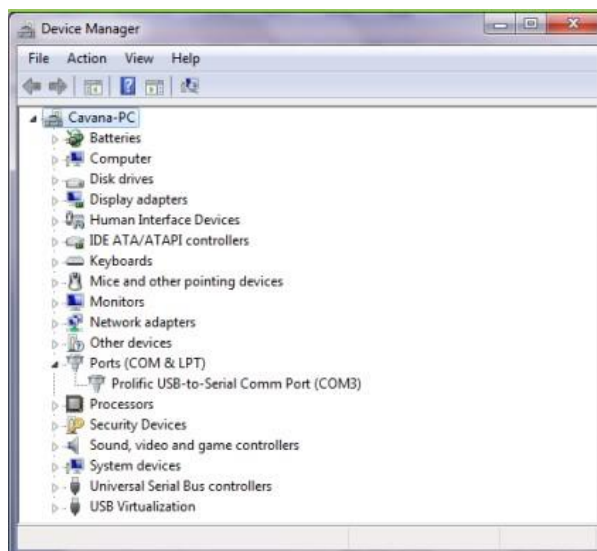 Device Manager
File Action View Help
Cavana-PC
Batteries
Computer
Disk drives
Display adapters
Human Interface Devices
IDE ATA/ATAPI controllers
Keyboards
Mice and other pointing devices
Monitors
Network adapters
Other devices
Ports (COM & LPT)
Prolific USB-to-Serial Comm Port (COM3)
Processors
Security Devices
Sound, video and game controllers
System devices
Universal Serial Bus controllers
USB Virtualization